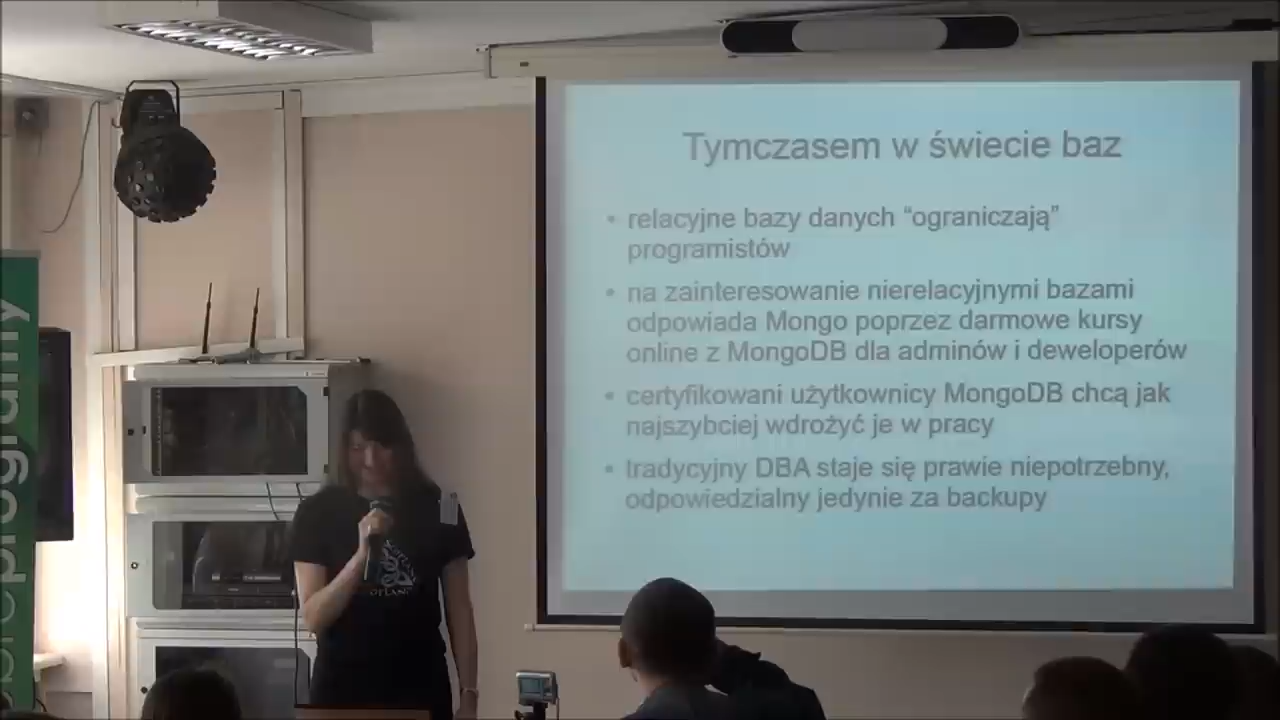 Tymczasem w świecie baz
• relacyjne bazy danych “ograniczają”
programistów
• na zainteresowanie nierelacyjnymi bazami
odpowiada Mongo poprzez darmowe kursy
online z MongoDB dla adminów i deweloperów
• certyfikowani użytkownicy MongoDB chcą jak
najszybciej wdrożyć je w pracy
• tradycyjny DBA staje się prawie niepotrzebny,
odpowiedzialny jedynie za backupy
programy